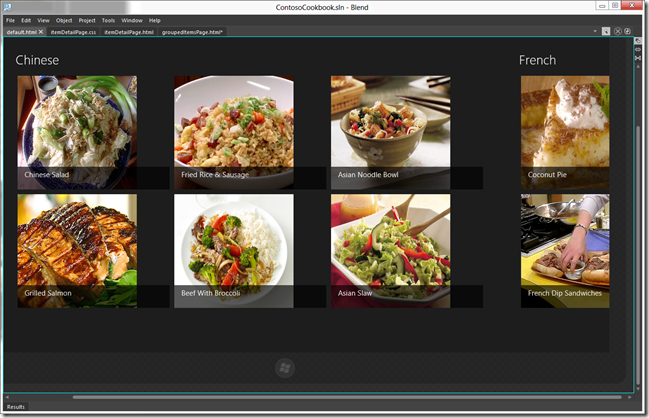 ContosoCookbook.sln - Blend
File Edit View Object Project Tools Window Help
default.html itemDetailPage.css itemDetailPage.html groupedItemsPage.html*
Chinese French
Chinese Salad Fried Rice & Sausage Asian Noodle Bowl Coconut Pie
Grilled Salmon Beef With Broccoli Asian Slaw French Dip Sandwiches
Results